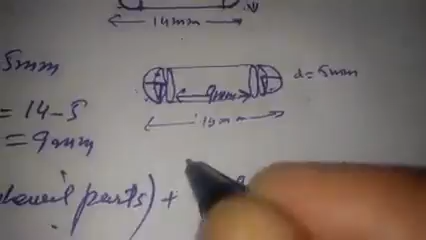 14mm
5mm
d=5mm
= 14-5
9mm
14mm
= 9mm
parts) +